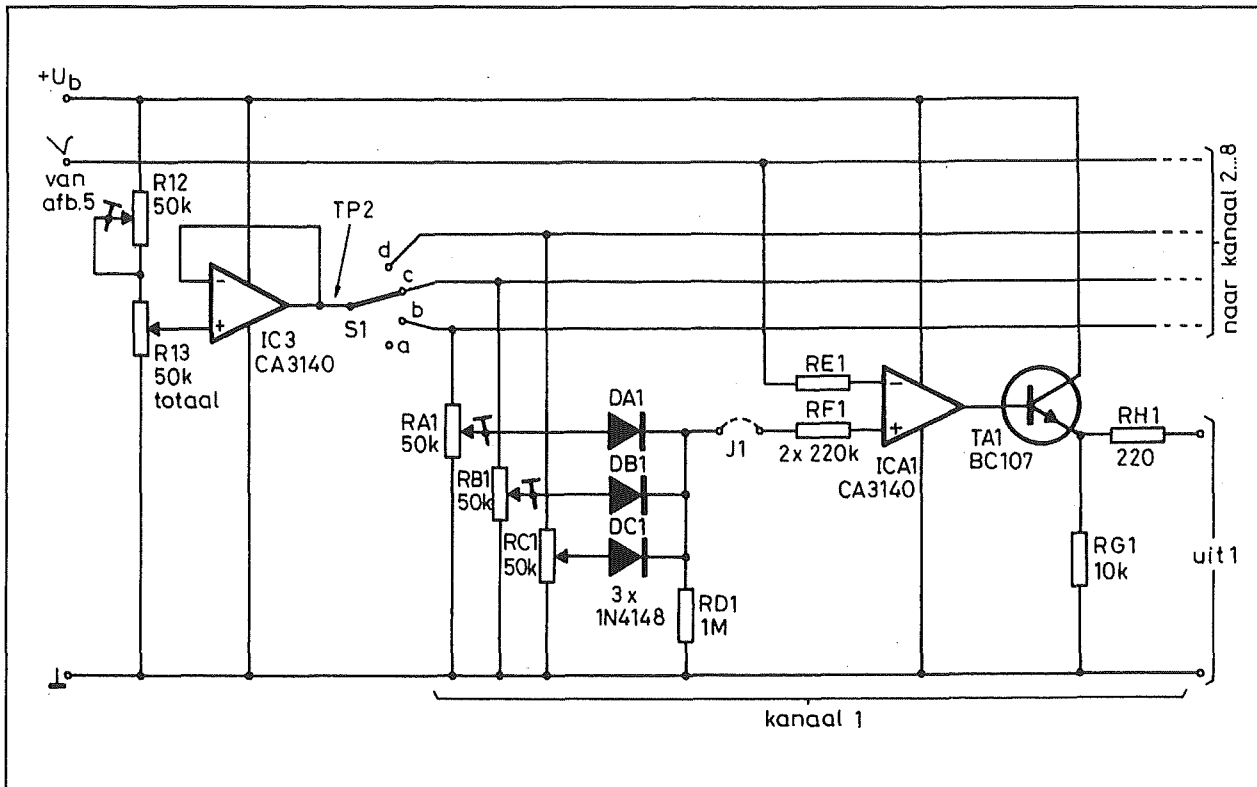 +Ub
van
afb.5
R12
50k
TP2
d
c
b
a
S1
IC3
CA3140
R13
50k
totaal
naar kanaal 2...8
RA1
50k
RB1
50k
RC1
50k
DA1
DB1
DC1
3x
1N4148
RD1
1M
J1
RE1
RF1
2x 220k
ICA1
CA3140
TA1
BC107
RH1
220
RG1
10k
uit 1
kanaal 1